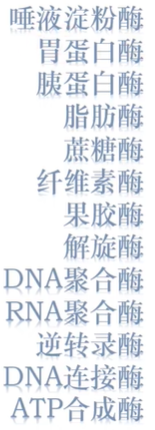 唾液淀粉酶
胃蛋白酶
胰蛋白酶
脂肪酶
蔗糖酶
纤维素酶
果胶酶
解旋酶
DNA聚合酶
RNA聚合酶
逆转录酶
DNA连接酶
ATP合成酶